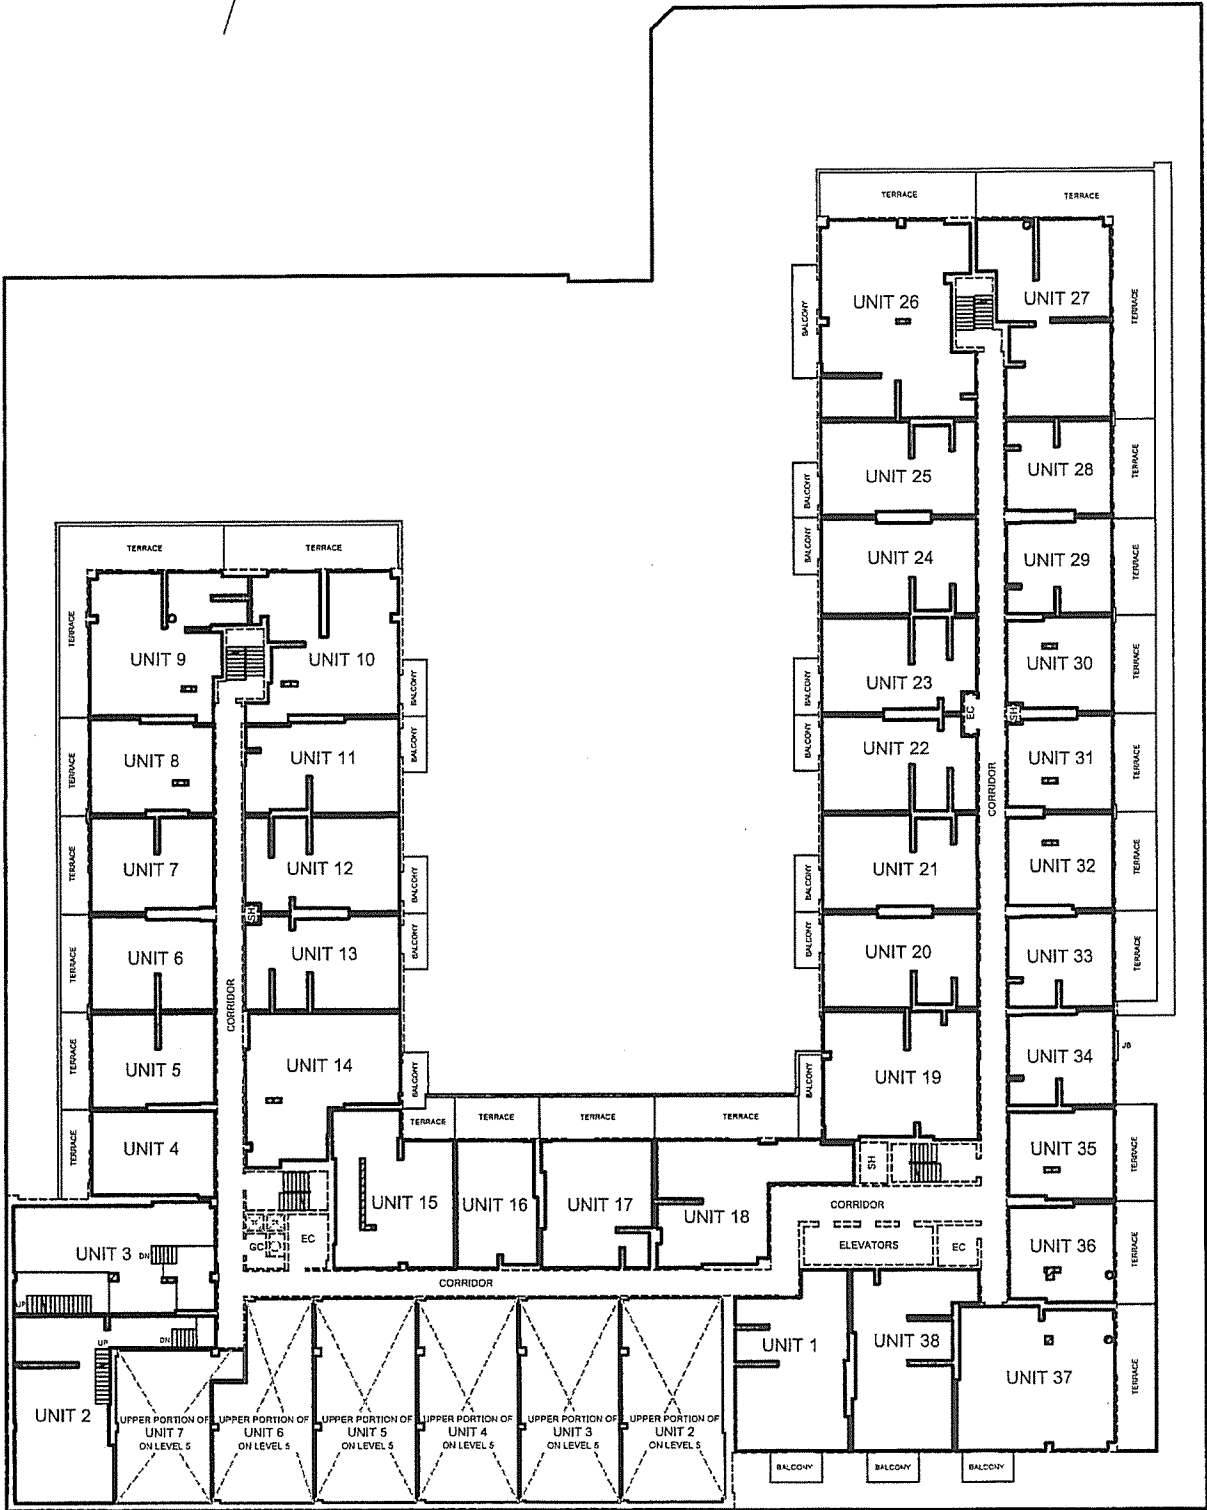 TERRACE
TERRACE
UNIT 26
UNIT 27
BALCONY
TERRACE
UNIT 25
UNIT 28
BALCONY
TERRACE
UNIT 24
UNIT 29
BALCONY
TERRACE
TERRACE
TERRACE
TERRACE
UNIT 9
UNIT 10
BALCONY
UNIT 23
UNIT 30
BALCONY
TERRACE
EC
SH
UNIT 8
UNIT 11
TERRACE
BALCONY
UNIT 22
UNIT 31
BALCONY
TERRACE
CORRIDOR
UNIT 7
UNIT 12
TERRACE
BALCONY
UNIT 21
UNIT 32
BALCONY
TERRACE
SH
UNIT 6
UNIT 13
TERRACE
BALCONY
UNIT 20
UNIT 33
BALCONY
TERRACE
CORRIDOR
UNIT 5
UNIT 14
TERRACE
BALCONY
BALCONY
UNIT 19
UNIT 34
JB
TERRACE
TERRACE
TERRACE
TERRACE
UNIT 4
TERRACE
UNIT 35
TERRACE
SH
UNIT 15
UNIT 16
UNIT 17
UNIT 18
CORRIDOR
UNIT 3
DN
GC
EC
ELEVATORS
EC
UNIT 36
TERRACE
CORRIDOR
UP
UP
DN
UNIT 1
UNIT 38
UNIT 37
TERRACE
UNIT 2
UPPER PORTION OF
UNIT 7
ON LEVEL 5
UPPER PORTION OF
UNIT 6
ON LEVEL 5
UPPER PORTION OF
UNIT 5
ON LEVEL 5
UPPER PORTION OF
UNIT 4
ON LEVEL 5
UPPER PORTION OF
UNIT 3
ON LEVEL 5
UPPER PORTION OF
UNIT 2
ON LEVEL 5
BALCONY
BALCONY
BALCONY